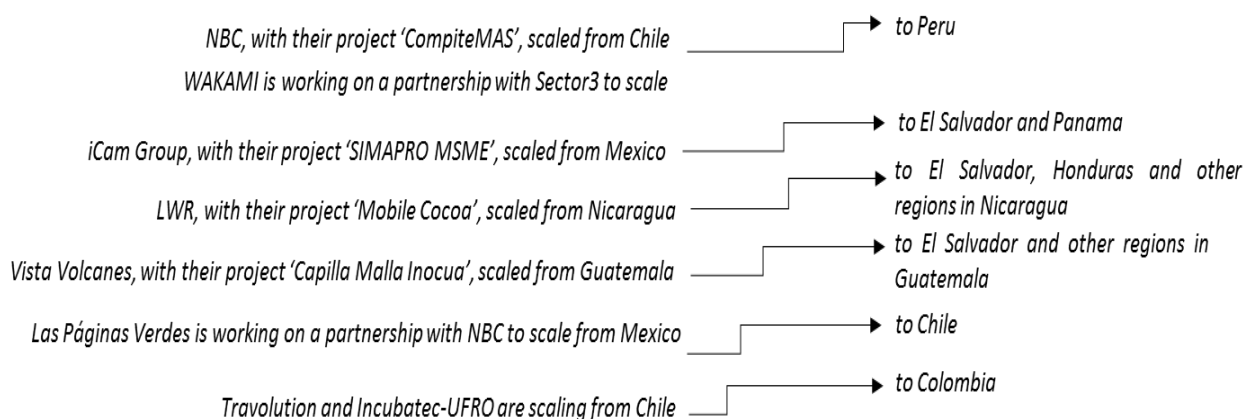 NBC, with their project ‘CompiteMAS’, scaled from Chile
to Peru
WAKAMI is working on a partnership with Sector3 to scale
iCam Group, with their project ‘SIMAPRO MSME’, scaled from Mexico
to El Salvador and Panama
LWR, with their project ‘Mobile Cocoa’, scaled from Nicaragua
to El Salvador, Honduras and other
regions in Nicaragua
Vista Volcanes, with their project ‘Capilla Malla Inocua’, scaled from Guatemala
to El Salvador and other regions in
Guatemala
Las Páginas Verdes is working on a partnership with NBC to scale from Mexico
to Chile
Travolution and Incubatec-UFRO are scaling from Chile
to Colombia